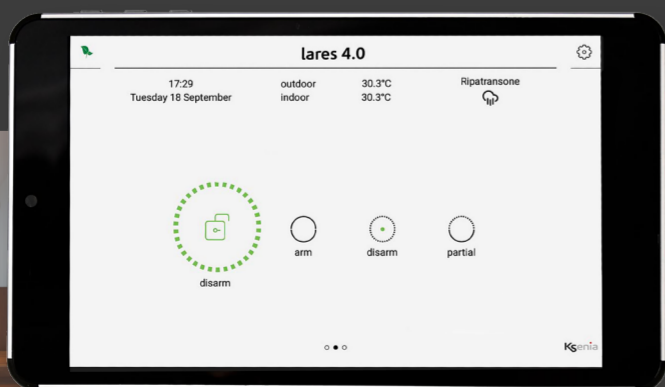 lares 4.0
17:29
Tuesday 18 September
outdoor 30.3°C
indoor 30.3°C
Ripatransone
disarm
arm
disarm
partial
Ksenia